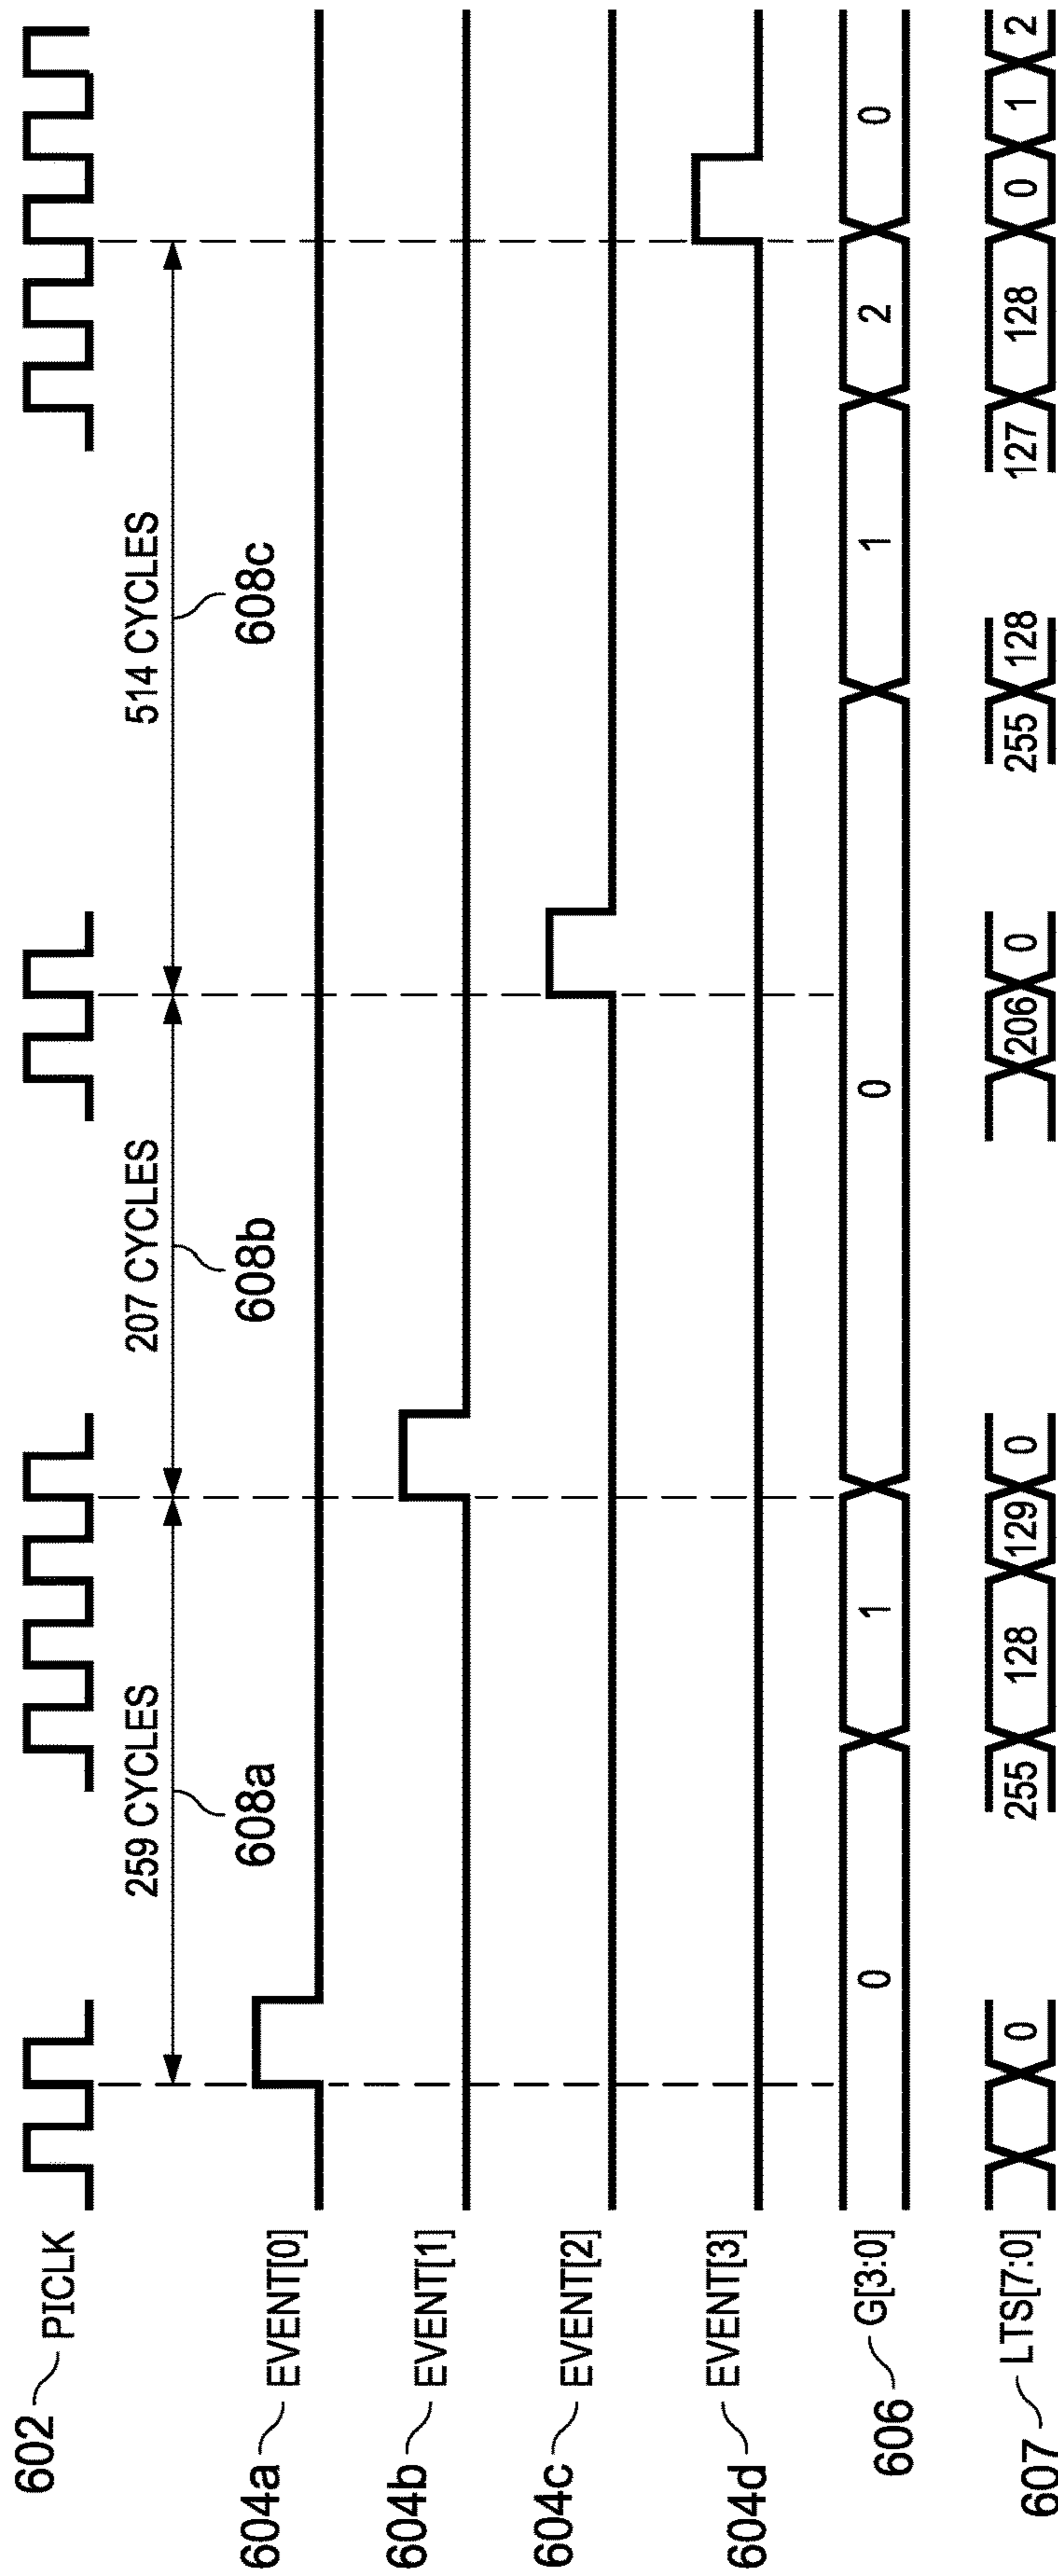 602 PICLK
259 CYCLES 207 CYCLES 514 CYCLES
608a 608b 608c
604a EVENT[0]
604b EVENT[1]
604c EVENT[2]
604d EVENT[3]
606 G[3:0] 0 1 0 1 2 0
607 LTS[7:0] 0 255 128 129 0 206 0 255 128 127 128 0 1 2